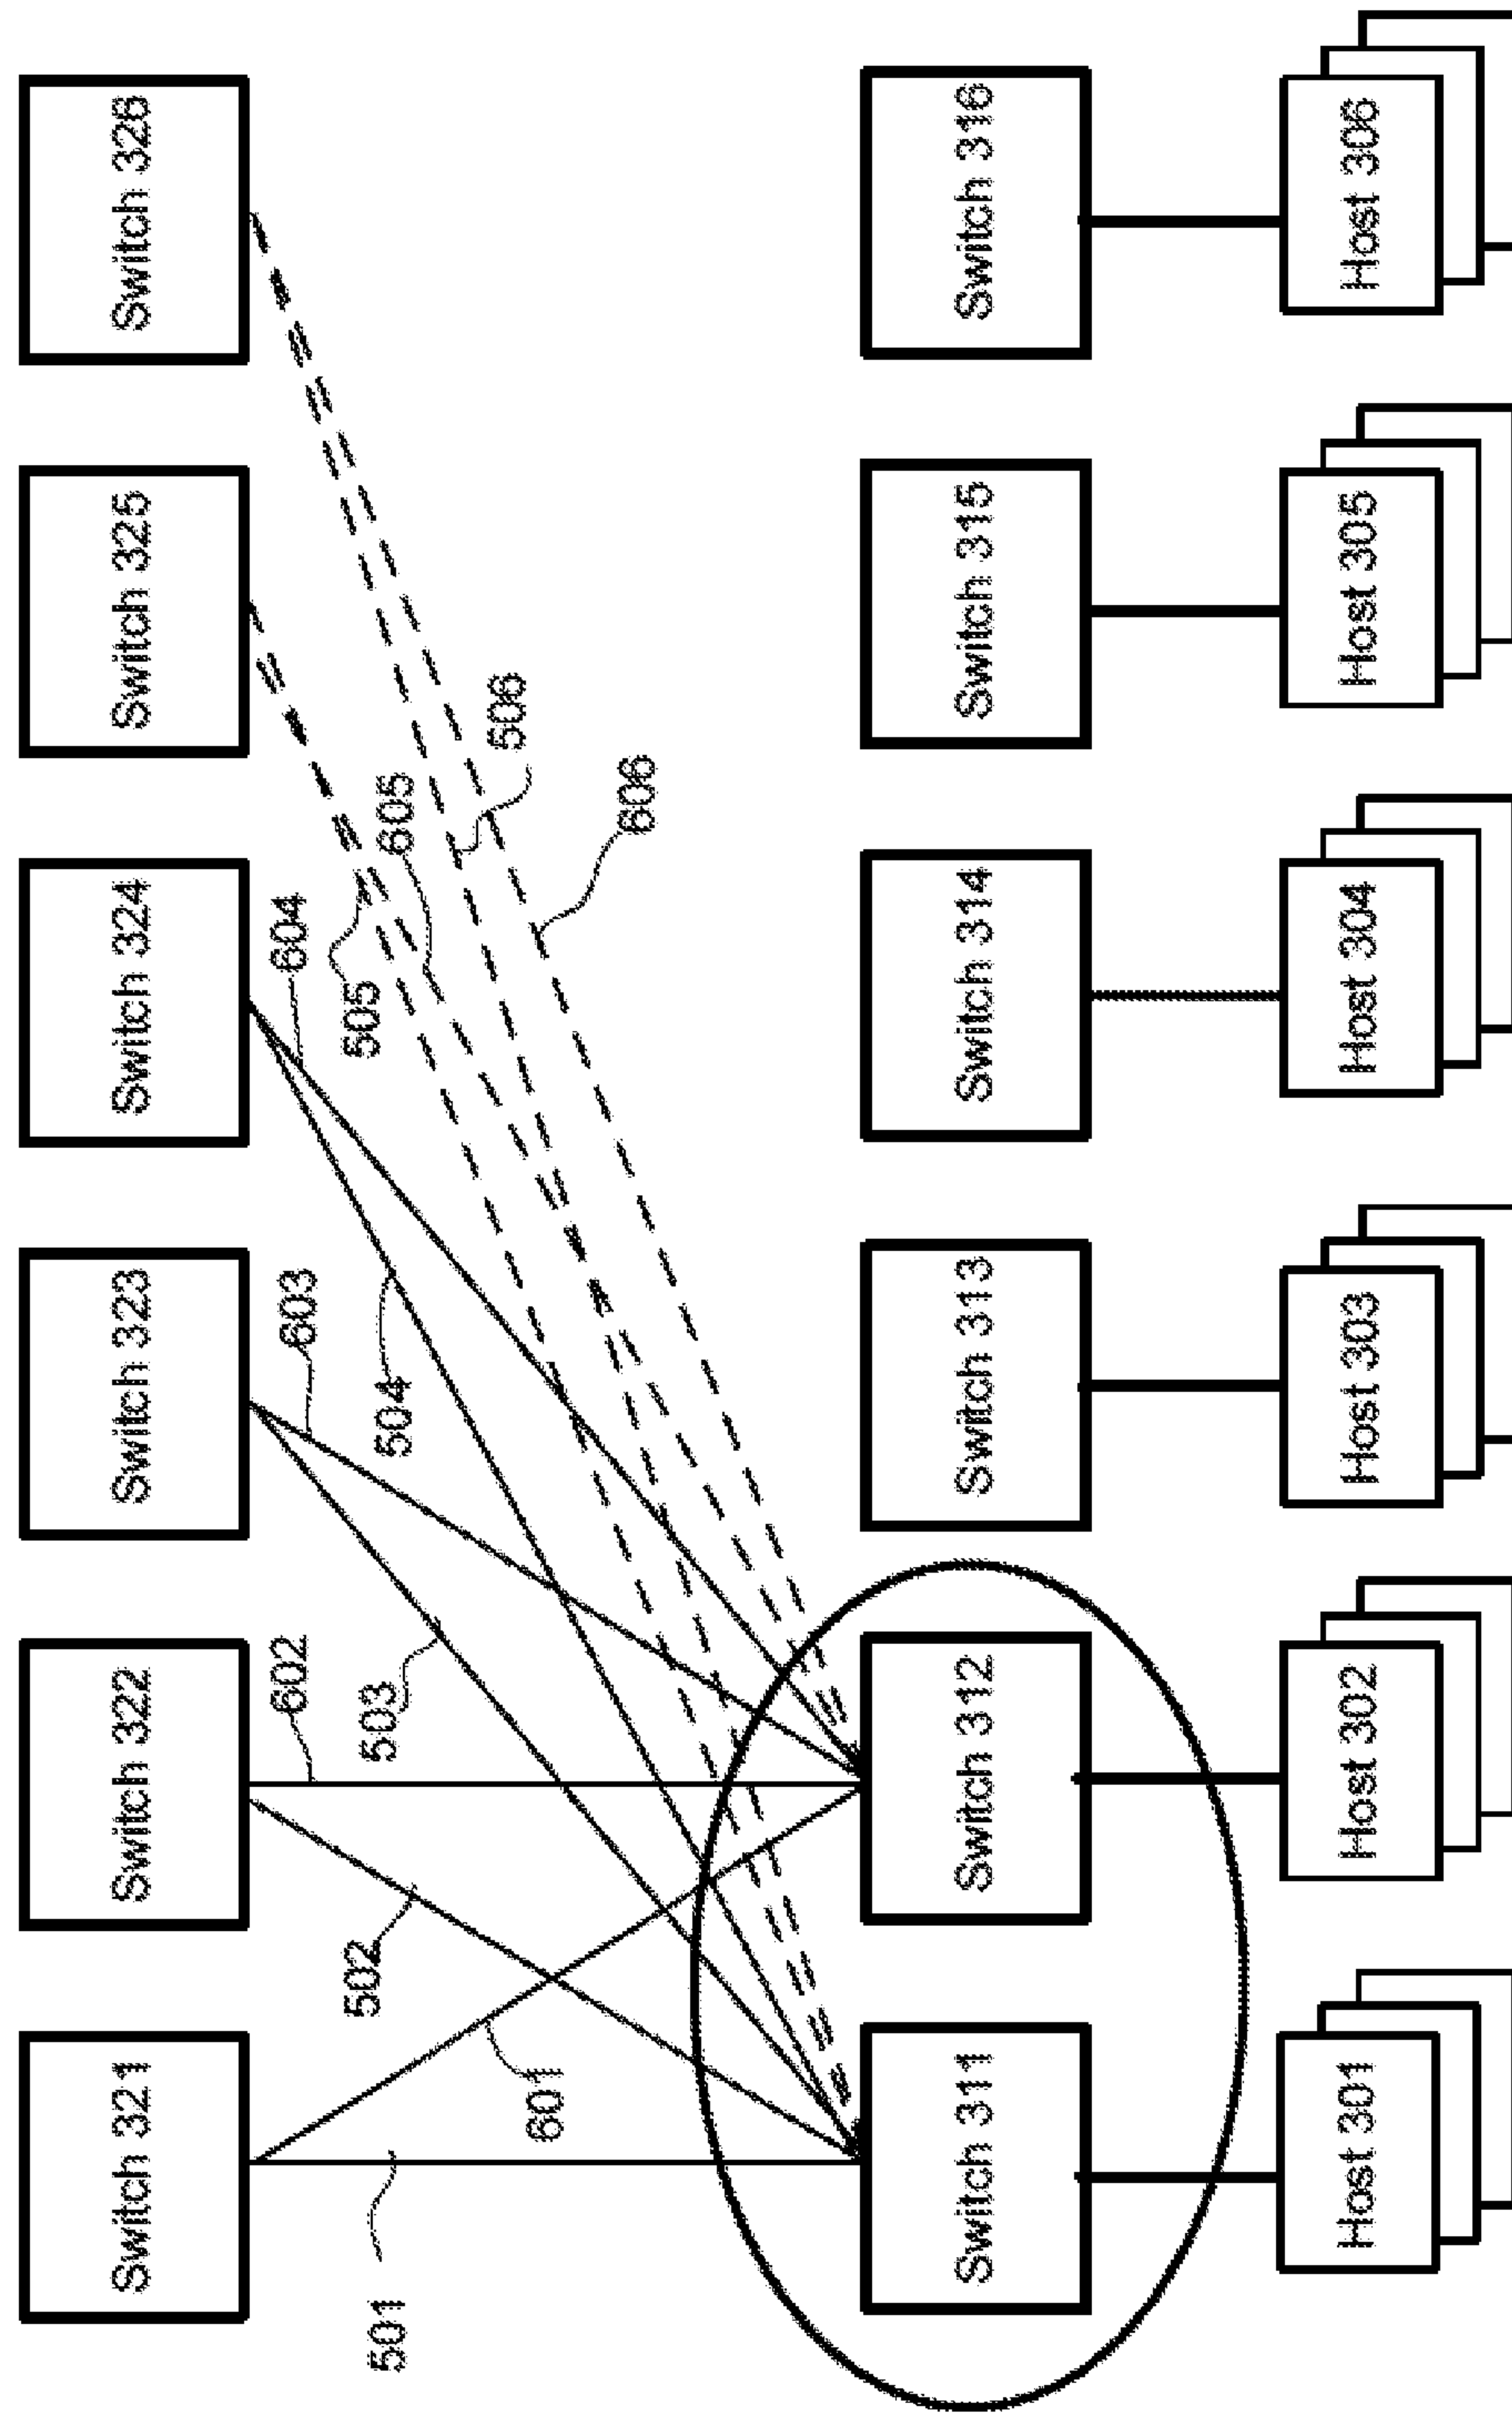 Switch 321
Switch 322
Switch 323
Switch 324
Switch 325
Switch 326
501
502
601
602
503
603
504
604
505
605
506
606
Switch 311
Switch 312
Switch 313
Switch 314
Switch 315
Switch 316
Host 301
Host 302
Host 303
Host 304
Host 305
Host 306